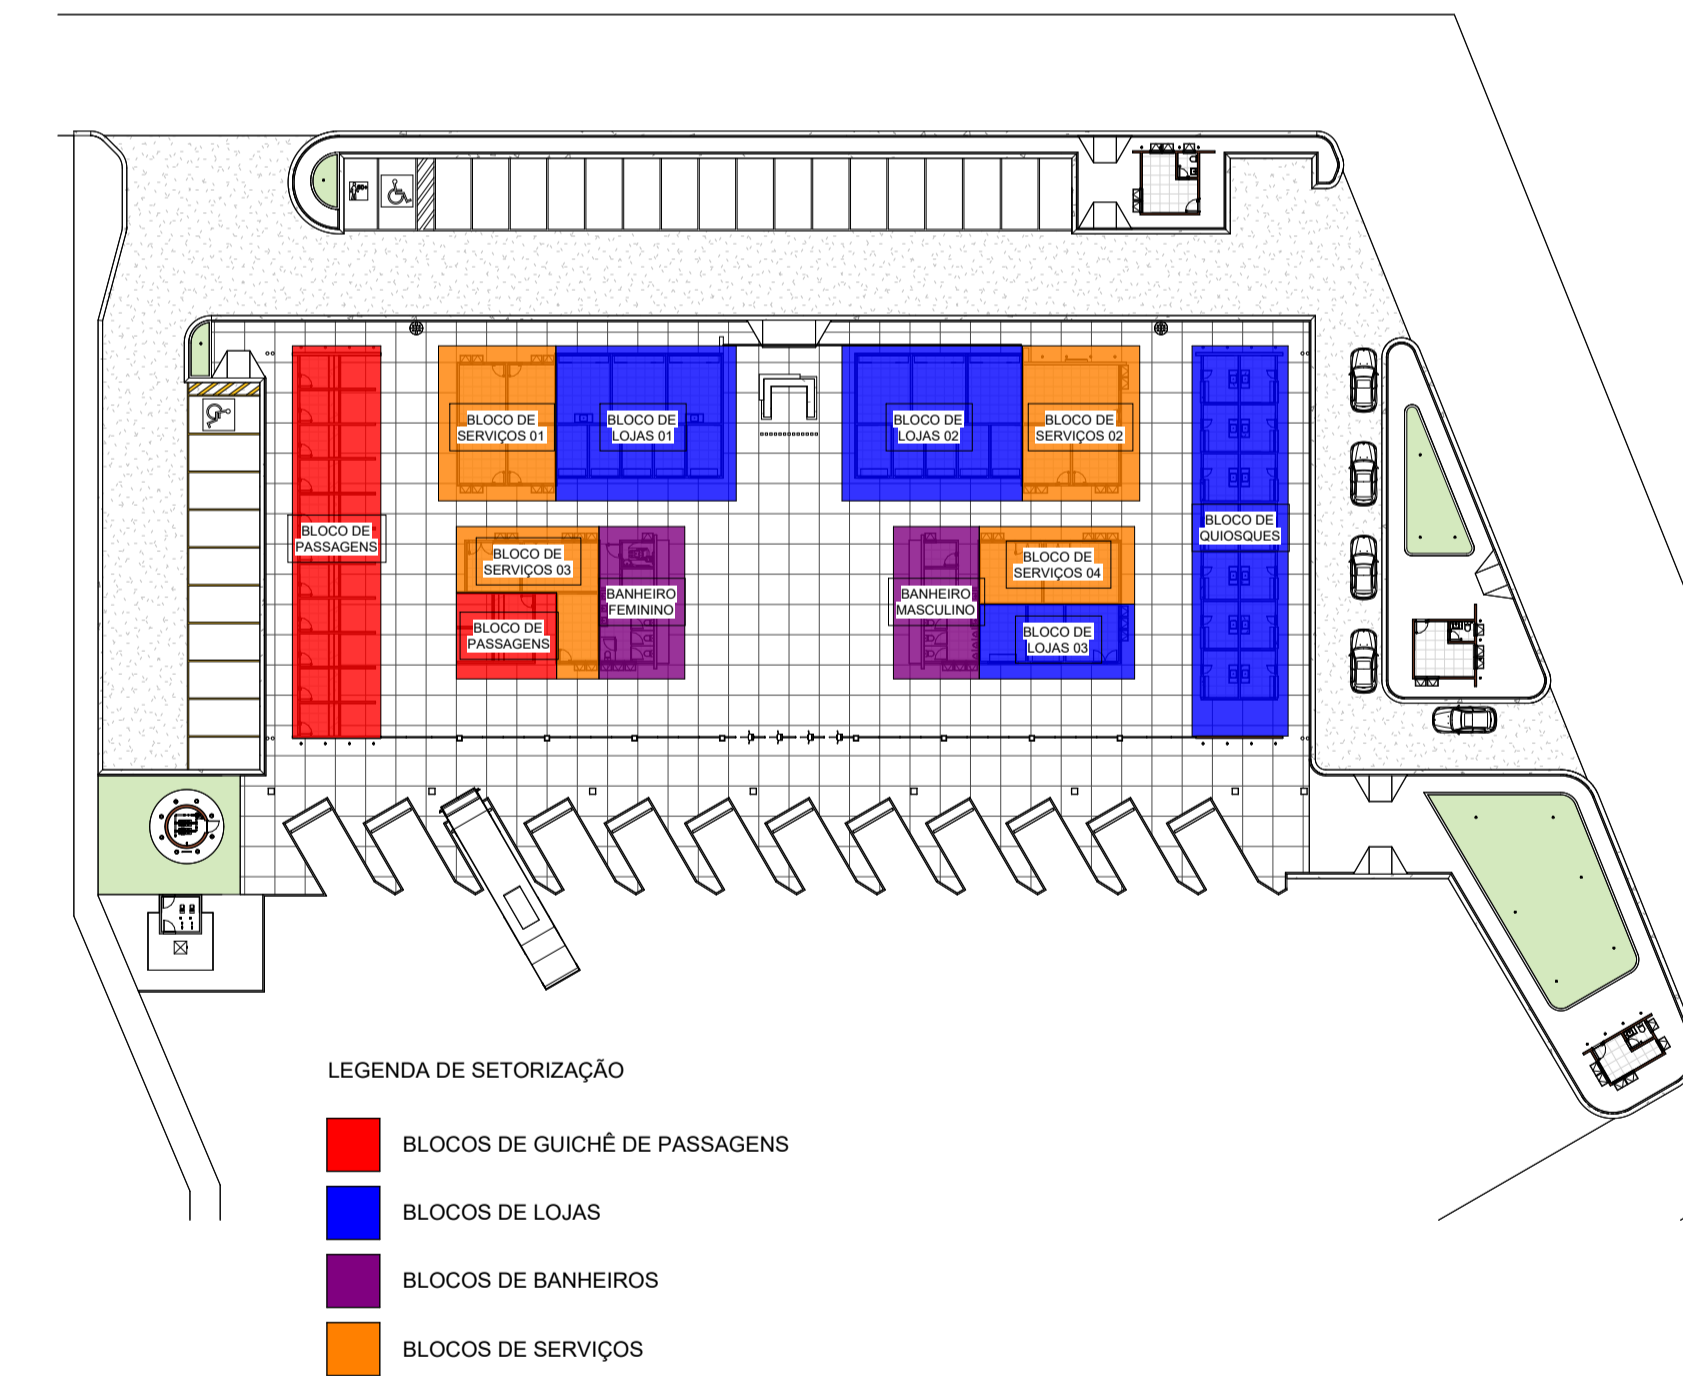 BLOCO DE
SERVIÇOS 01
BLOCO DE
LOJAS 01
BLOCO DE
LOJAS 02
BLOCO DE
SERVIÇOS 02
BLOCO DE
PASSAGENS
BLOCO DE
QUIOSQUES
BLOCO DE
SERVIÇOS 03
BLOCO DE
SERVIÇOS 04
BANHEIRO
FEMININO
BANHEIRO
MASCULINO
BLOCO DE
PASSAGENS
BLOCO DE
LOJAS 03
LEGENDA DE SETORIZAÇÃO
BLOCOS DE GUICHÊ DE PASSAGENS
BLOCOS DE LOJAS
BLOCOS DE BANHEIROS
BLOCOS DE SERVIÇOS